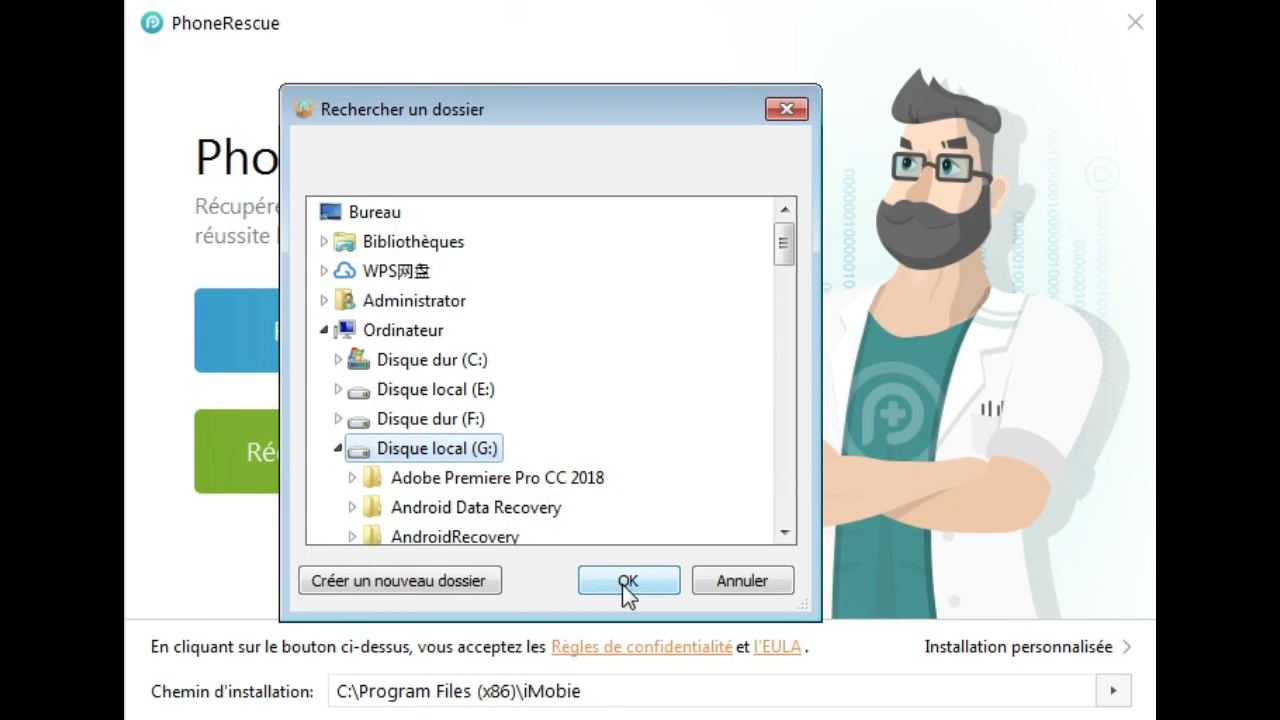 PhoneRescue
Rechercher un dossier
Pho
Récupére
réussite
Bureau
Bibliothèques
WPS网盘
Administrator
Ordinateur
Disque dur (C:)
Disque local (E:)
Disque dur (F:)
Disque local (G:)
Adobe Premiere Pro CC 2018
Android Data Recovery
AndroidRecovery
Ré
Créer un nouveau dossier
OK
Annuler
En cliquant sur le bouton ci-dessus, vous acceptez les Règles de confidentialité et l'EULA .
Installation personnalisée
Chemin d'installation: C:\Program Files (x86)\iMobie